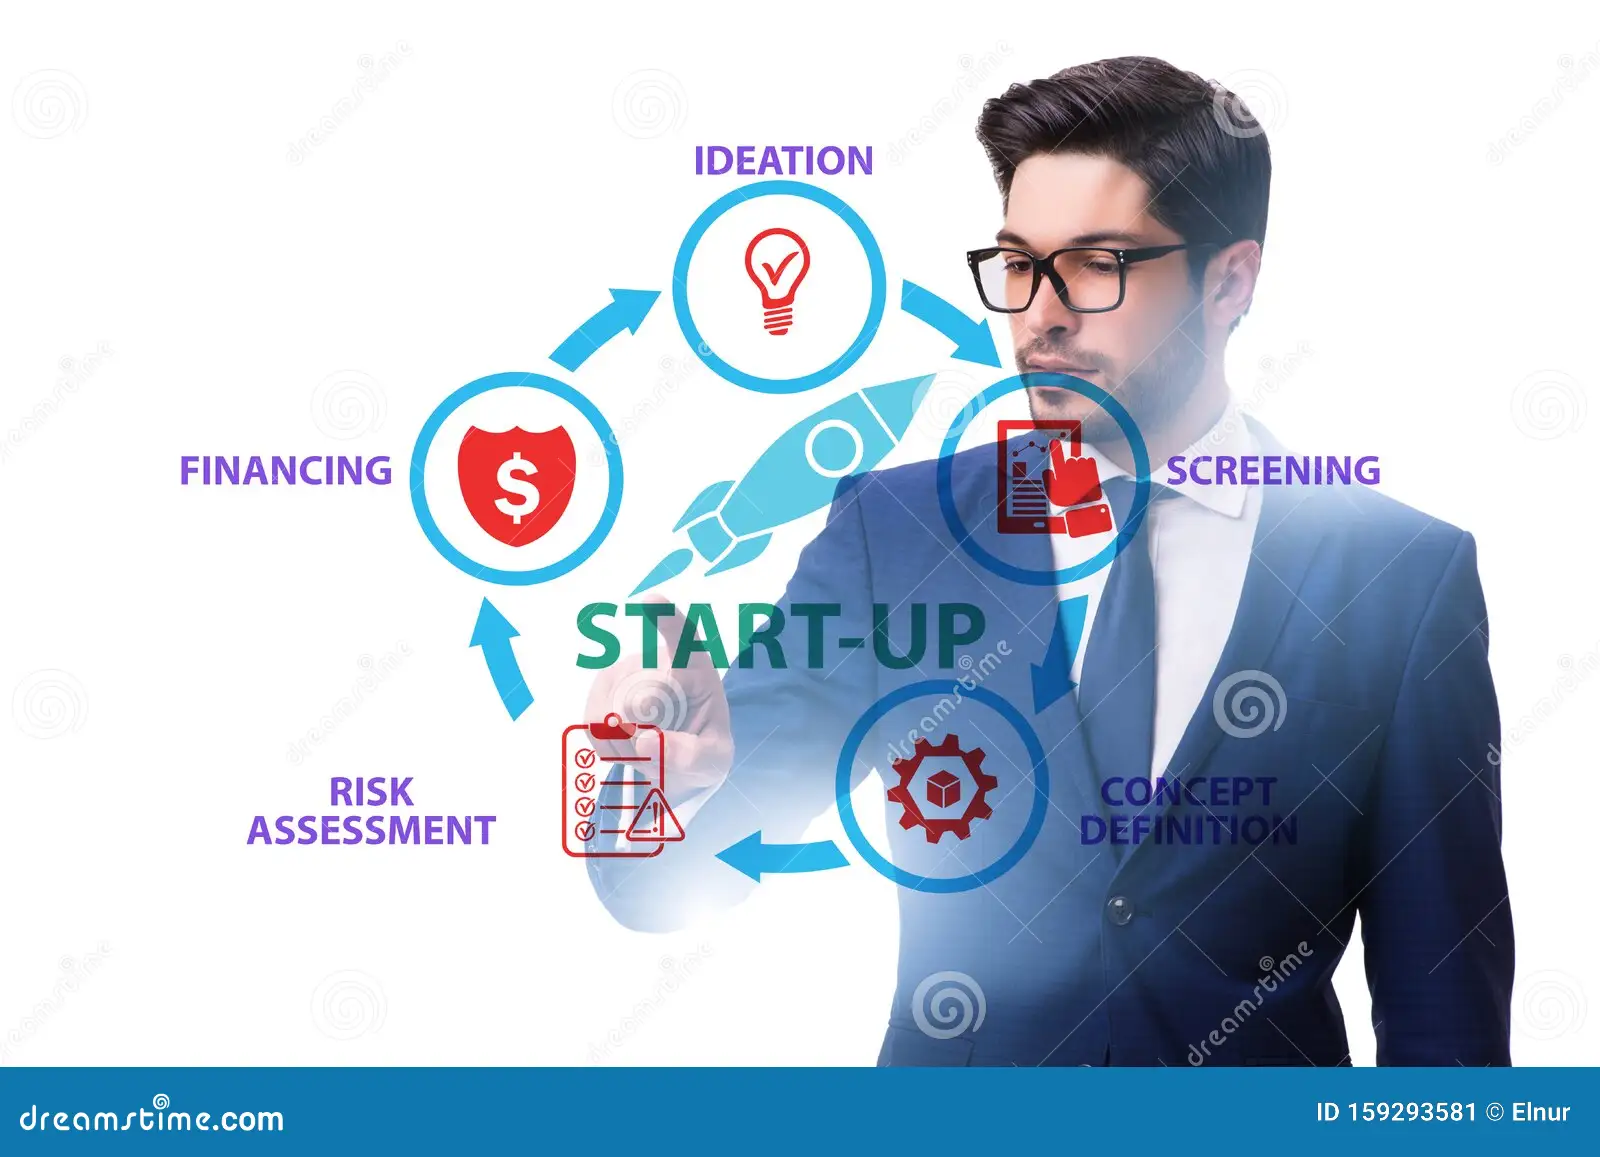 IDEATION
FINANCING
$
SCREENING
START-UP
RISK
ASSESSMENT
CONCEPT
DEFINITION
dreamstime.com
ID 159293581 © Elnur